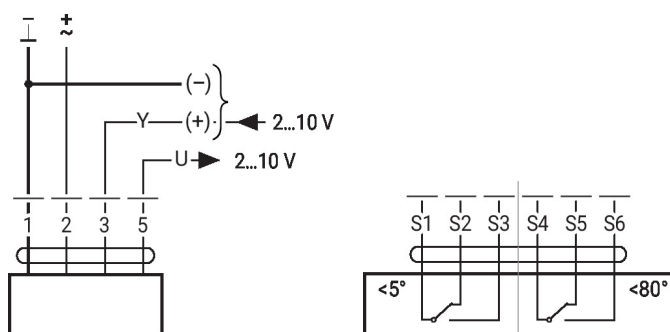 − +
⊥ ~
(−)
Y (+) 2...10 V
U 2...10 V
1 2 3 5
S1 S2 S3 S4 S5 S6
<5° <80°